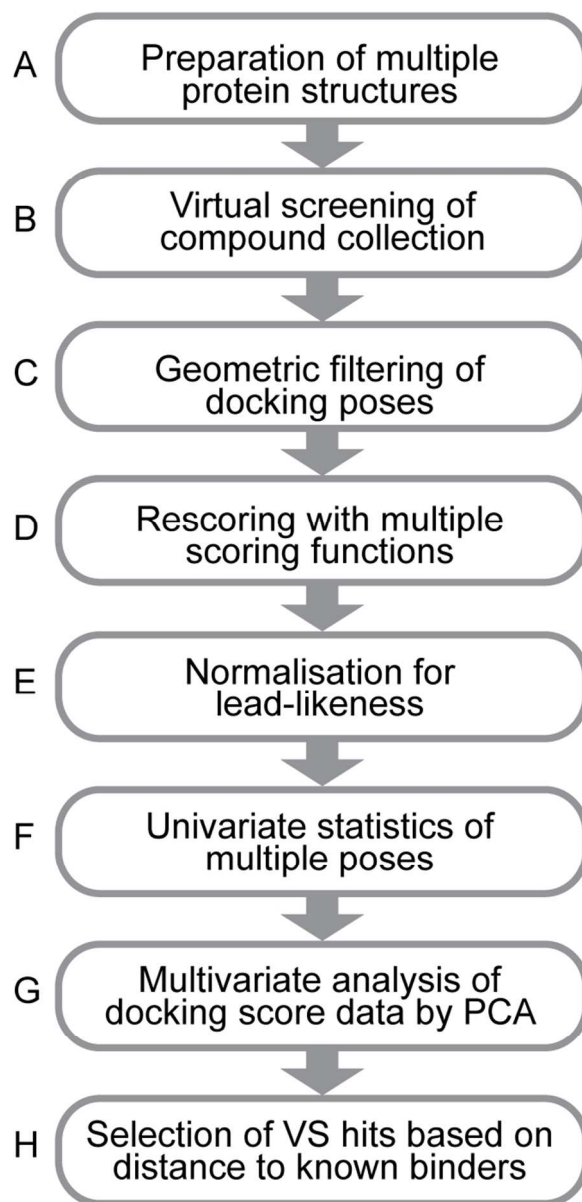 A
Preparation of multiple
protein structures
B
Virtual screening of
compound collection
C
Geometric filtering of
docking poses
D
Rescoring with multiple
scoring functions
E
Normalisation for
lead-likeness
F
Univariate statistics of
multiple poses
G
Multivariate analysis of
docking score data by PCA
H
Selection of VS hits based on
distance to known binders